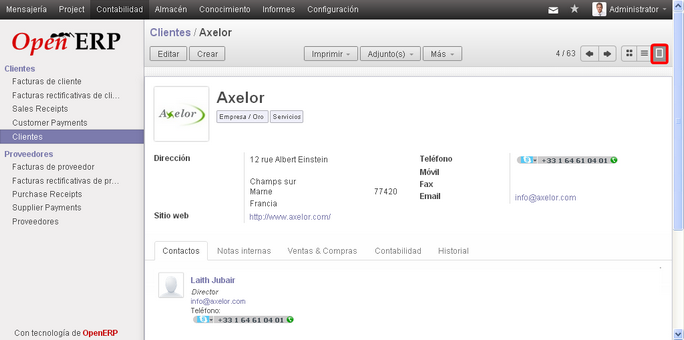 Mensajería Project Contabilidad Almacén Conocimiento Informes Configuración Administrator
Open ERP
Clientes / Axelor
Editar Crear Imprimir Adjunto(s) Más 4 / 63
Clientes
Facturas de cliente
Facturas rectificativas de cli...
Sales Receipts
Customer Payments
Clientes
Proveedores
Facturas de proveedor
Facturas rectificativas de pr...
Purchase Receipts
Supplier Payments
Proveedores
Con tecnología de OpenERP
Axelor
Axelor
Empresa / Oro Servicios
Dirección 12 rue Albert Einstein
Champs sur
Marne 77420
Francia
Sitio web http://www.axelor.com/
Teléfono +33 1 64 61 04 01
Móvil
Fax
Email info@axelor.com
Contactos Notas internas Ventas & Compras Contabilidad Historial
Laith Jubair
Director
info@axelor.com
Teléfono:
+33 1 64 61 04 01